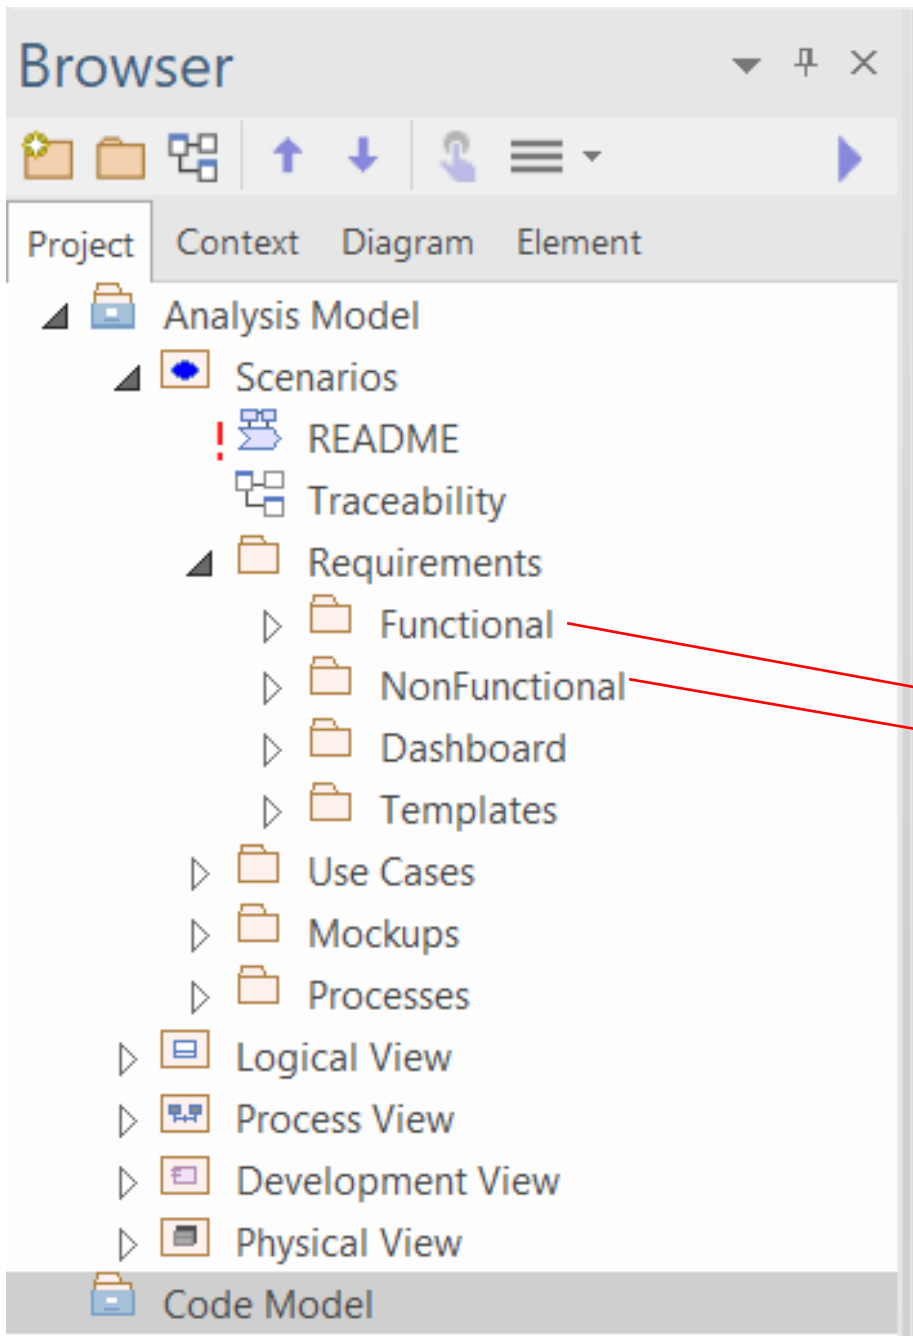 Browser
Project Context Diagram Element
Analysis Model
Scenarios
! README
Traceability
Requirements
Functional
NonFunctional
Dashboard
Templates
Use Cases
Mockups
Processes
Logical View
Process View
Development View
Physical View
Code Model